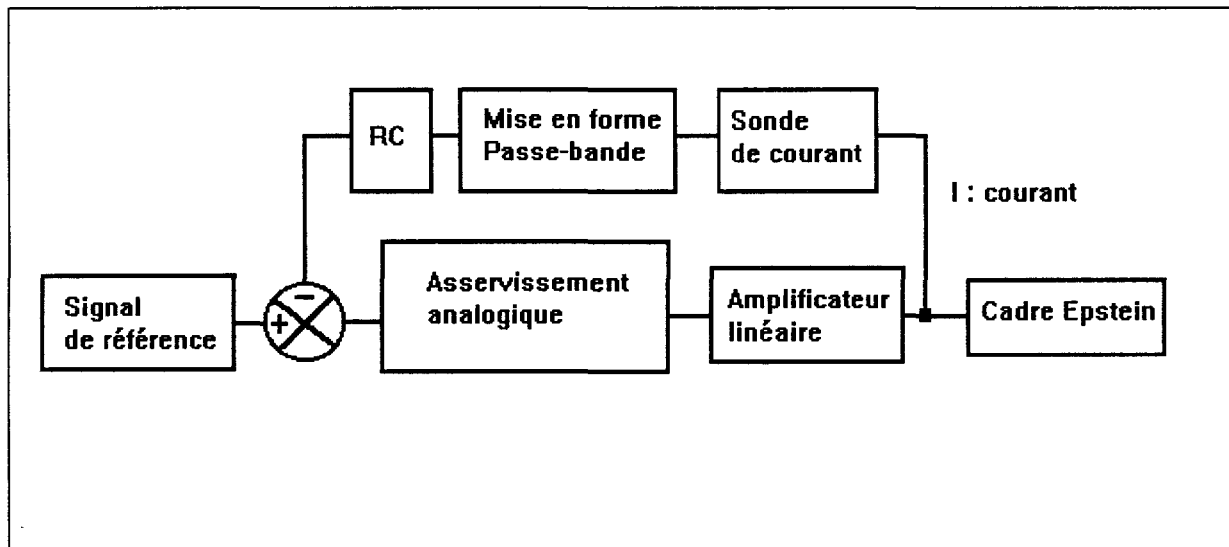 RC
Mise en forme
Passe-bande
Sonde
de courant
I : courant
Signal
de référence
+
−
Asservissement
analogique
Amplificateur
linéaire
Cadre Epstein